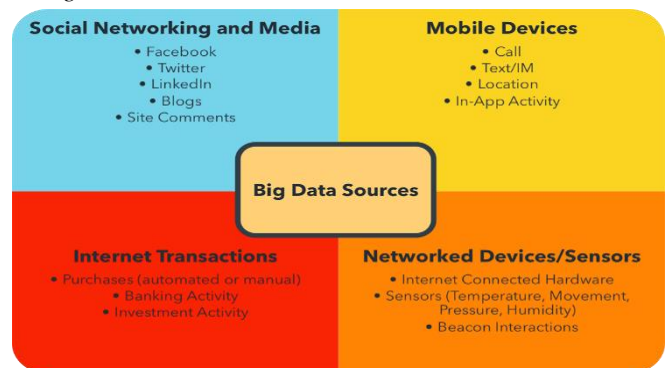 Social Networking and Media
• Facebook
• Twitter
• LinkedIn
• Blogs
• Site Comments
Mobile Devices
• Call
• Text/IM
• Location
• In-App Activity
Big Data Sources
Internet Transactions
• Purchases (automated or manual)
• Banking Activity
• Investment Activity
Networked Devices/Sensors
• Internet Connected Hardware
• Sensors (Temperature, Movement,
Pressure, Humidity)
• Beacon Interactions